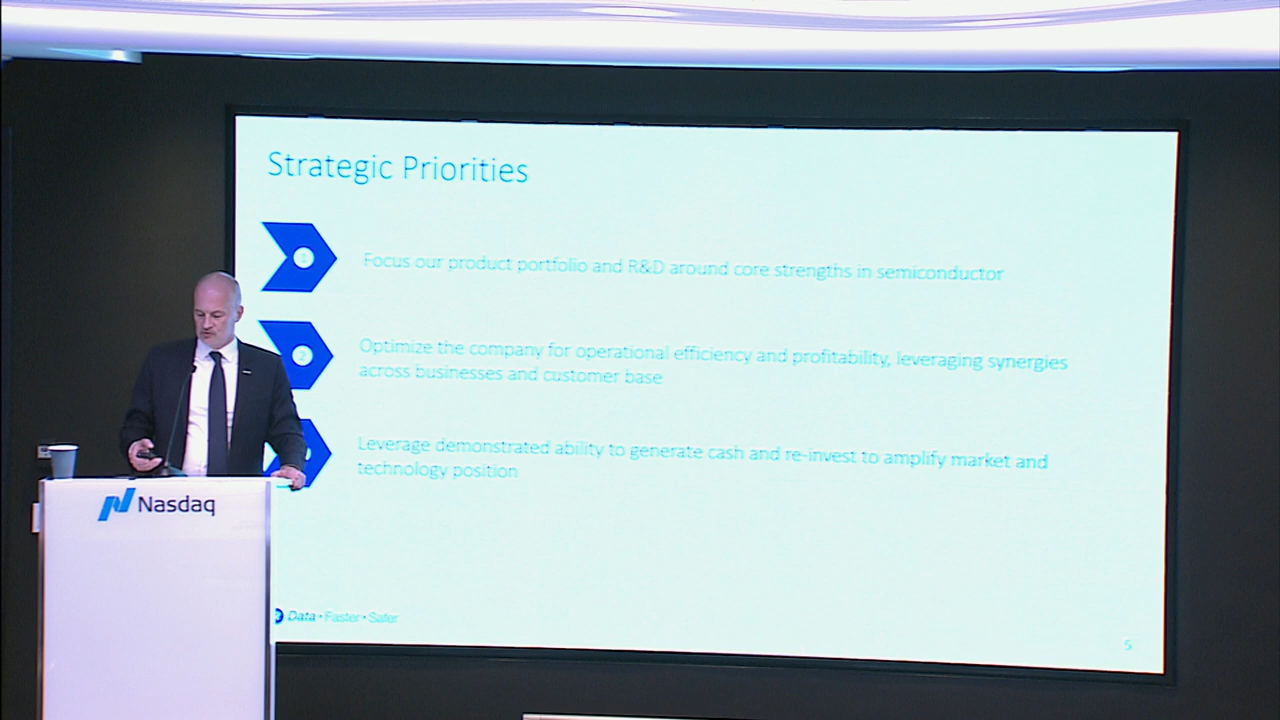 Strategic Priorities
1
Focus our product portfolio and R&D around core strengths in semiconductor
2
Optimize the company for operational efficiency and profitability, leveraging synergies
across businesses and customer base
Leverage demonstrated ability to generate cash and re-invest to amplify market and
technology position
Nasdaq
Data • Faster • Safer
5